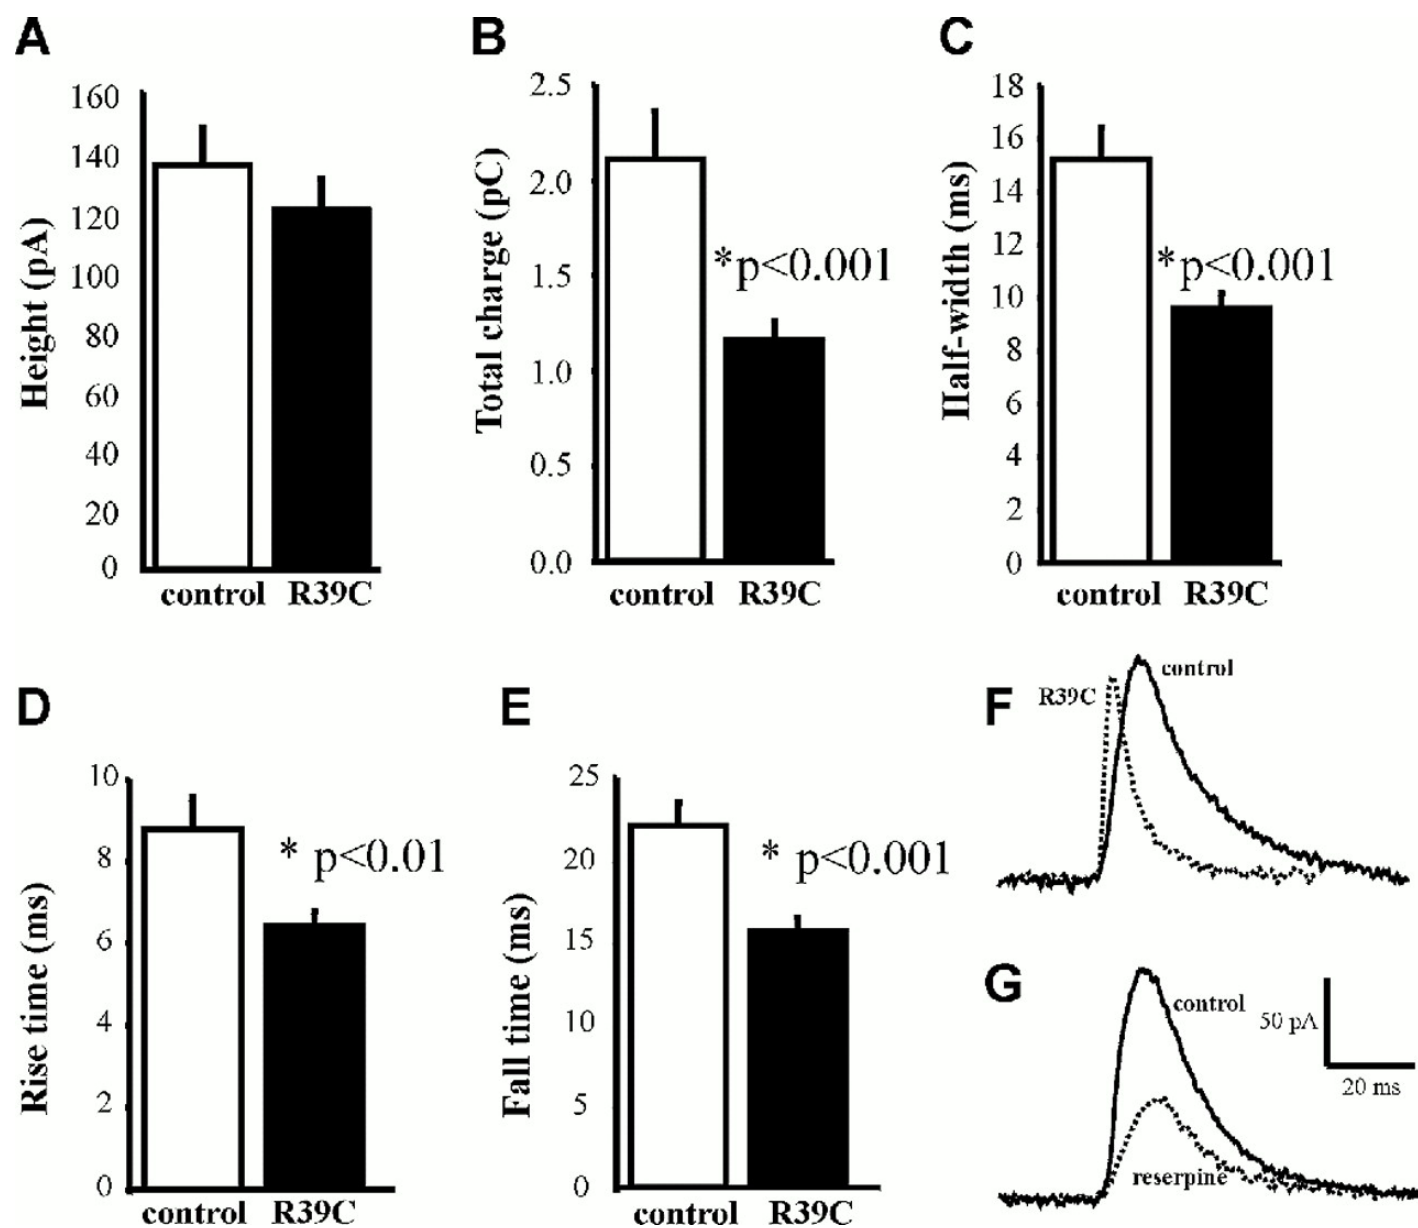 A
Height (pA)
160
140
120
100
80
60
40
20
0
control R39C
B
Total charge (pC)
2.5
2.0
1.5
1.0
0.5
0.0
*p<0.001
control R39C
C
Half-width (ms)
18
16
14
12
10
8
6
4
2
0
*p<0.001
control R39C
D
Rise time (ms)
10
8
6
4
2
0
* p<0.01
control R39C
E
Fall time (ms)
25
20
15
10
5
0
* p<0.001
control R39C
F
R39C
control
G
control
reserpine
50 pA
20 ms